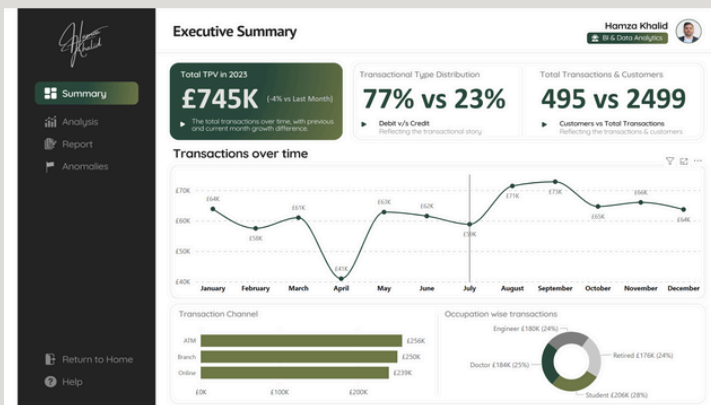 Hamza
Khalid
Summary
Analysis
Report
Anomalies
Return to Home
Help
Executive Summary
Hamza Khalid
BI & Data Analytics
Total TPV in 2023
£745K (-4% vs Last Month)
The total transactions over time, with previous
and current month growth difference.
Transactional Type Distribution
77% vs 23%
Debit v/s Credit
Reflecting the transactional story
Total Transactions & Customers
495 vs 2499
Customers vs Total Transactions
Reflecting the transactions & customers
Transactions over time
£70K
£60K
£50K
£40K
£64K
£58K
£61K
£41K
£63K
£62K
£59K
£71K
£73K
£65K
£66K
£64K
January February March April May June July August September October November December
Transaction Channel
ATM £256K
Branch £250K
Online £239K
£0K £100K £200K
Occupation wise transactions
Engineer £180K (24%)
Retired £176K (24%)
Doctor £184K (25%)
Student £206K (28%)